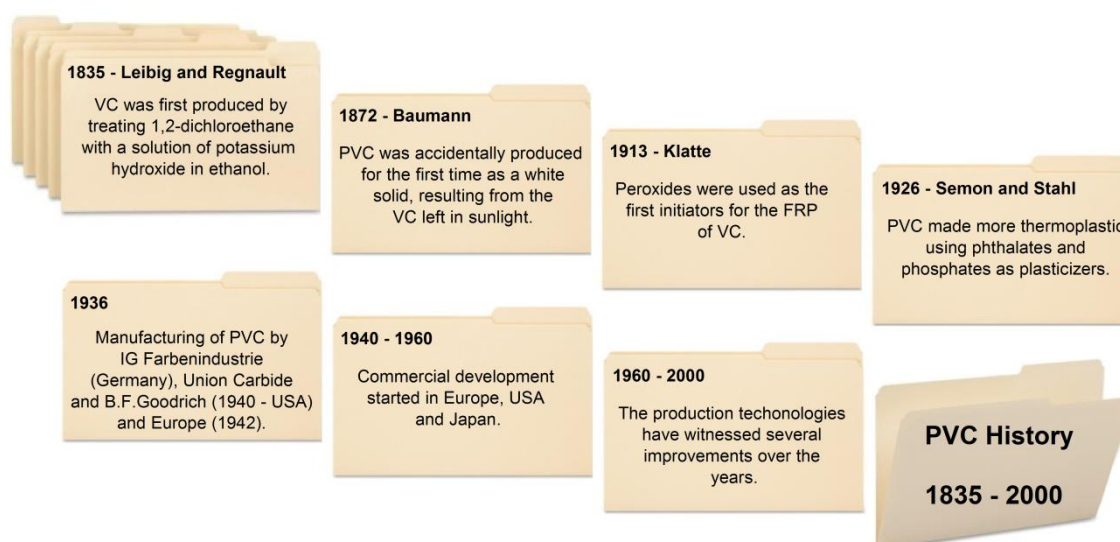 1835 - Leibig and Regnault
VC was first produced by
treating 1,2-dichloroethane
with a solution of potassium
hydroxide in ethanol.
1872 - Baumann
PVC was accidentally produced
for the first time as a white
solid, resulting from the
VC left in sunlight.
1913 - Klatte
Peroxides were used as the
first initiators for the FRP
of VC.
1926 - Semon and Stahl
PVC made more thermoplastic
using phthalates and
phosphates as plasticizers.
1936
Manufacturing of PVC by
IG Farbenindustrie
(Germany), Union Carbide
and B.F.Goodrich (1940 - USA)
and Europe (1942).
1940 - 1960
Commercial development
started in Europe, USA
and Japan.
1960 - 2000
The production techonologies
have witnessed several
improvements over the
years.
PVC History
1835 - 2000